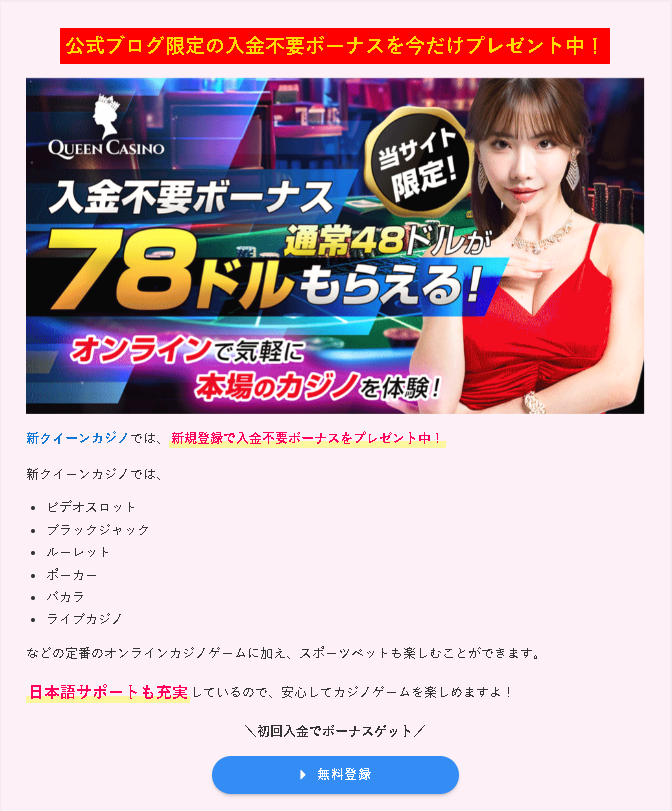 公式ブログ限定の入金不要ボーナスを今だけプレゼント中！
QUEEN CASINO
当サイト
限定!
入金不要ボーナス
通常48ドルが
78ドルもらえる!
オンラインで気軽に
本場のカジノを体験!
新クイーンカジノでは、新規登録で入金不要ボーナスをプレゼント中！
新クイーンカジノでは、
• ビデオスロット
• ブラックジャック
• ルーレット
• ポーカー
• バカラ
• ライブカジノ
などの定番のオンラインカジノゲームに加え、スポーツベットも楽しむことができます。
日本語サポートも充実しているので、安心してカジノゲームを楽しめますよ！
＼初回入金でボーナスゲット／
無料登録